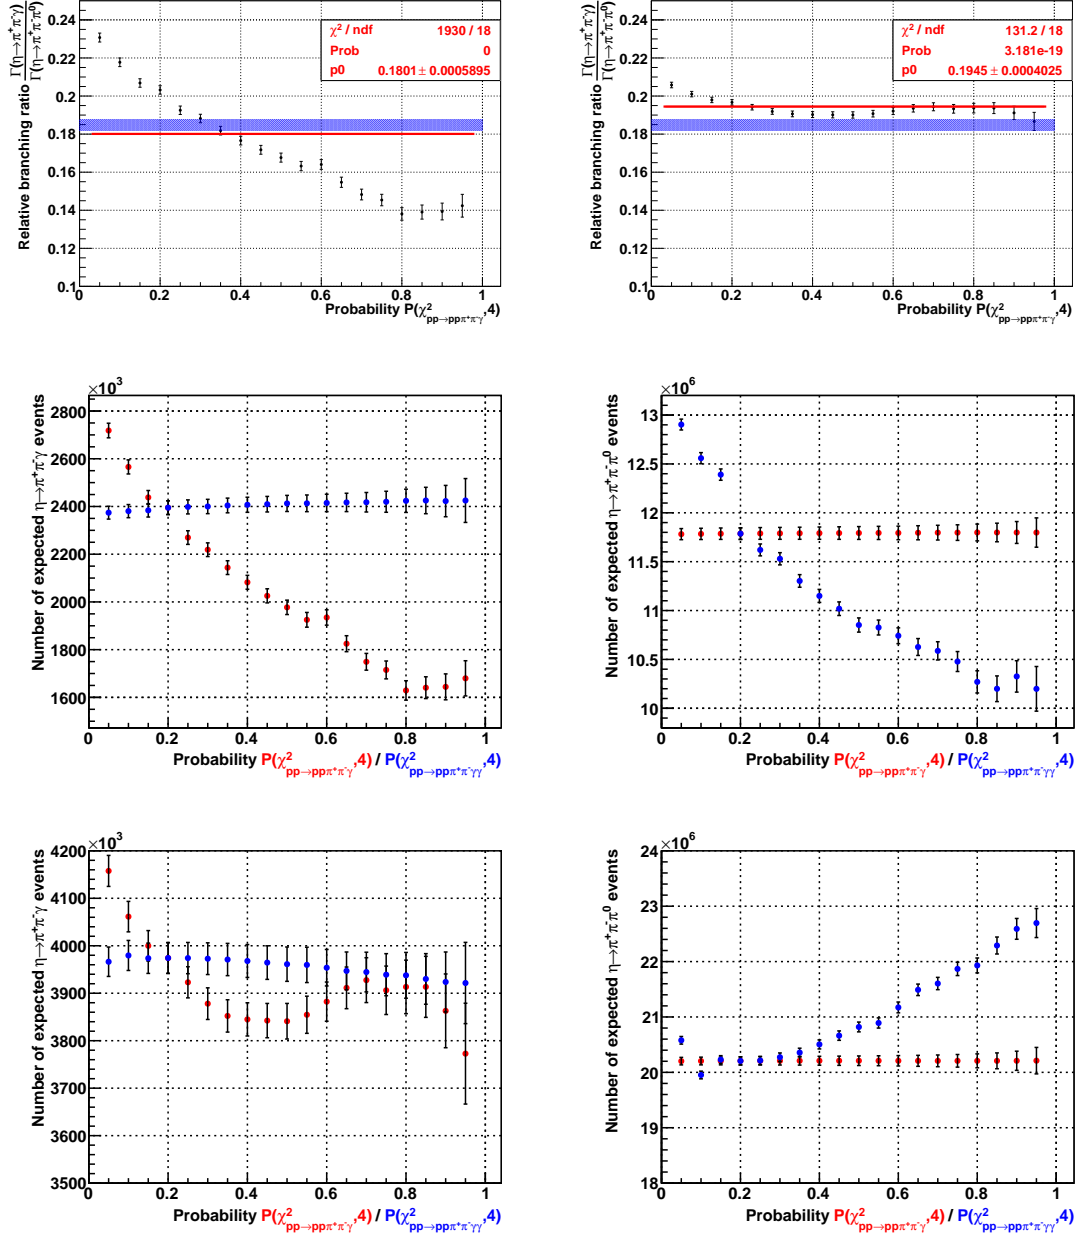 Relative branching ratio Γ(η→π⁺π⁻γ) / Γ(η→π⁺π⁻π⁰)
0.24
0.22
0.2
0.18
0.16
0.14
0.12
0.1
χ² / ndf 1930 / 18
Prob 0
p0 0.1801 ± 0.0005895
0 0.2 0.4 0.6 0.8 1
Probability P(χ²pp→ppπ⁺π⁻γ,4)
Relative branching ratio Γ(η→π⁺π⁻γ) / Γ(η→π⁺π⁻π⁰)
0.24
0.22
0.2
0.18
0.16
0.14
0.12
0.1
χ² / ndf 131.2 / 18
Prob 3.181e-19
p0 0.1945 ± 0.0004025
0 0.2 0.4 0.6 0.8 1
Probability P(χ²pp→ppπ⁺π⁻γ,4)
×10³
Number of expected η→π⁺π⁻γ events
2800
2600
2400
2200
2000
1800
1600
0 0.2 0.4 0.6 0.8 1
Probability P(χ²pp→ppπ⁺π⁻γ,4) / P(χ²pp→ppπ⁺π⁻γγ,4)
×10⁶
Number of expected η→π⁺π⁻π⁰ events
13
12.5
12
11.5
11
10.5
10
0 0.2 0.4 0.6 0.8 1
Probability P(χ²pp→ppπ⁺π⁻γ,4) / P(χ²pp→ppπ⁺π⁻γγ,4)
×10³
Number of expected η→π⁺π⁻γ events
4200
4100
4000
3900
3800
3700
3600
3500
0 0.2 0.4 0.6 0.8 1
Probability P(χ²pp→ppπ⁺π⁻γ,4) / P(χ²pp→ppπ⁺π⁻γγ,4)
×10⁶
Number of expected η→π⁺π⁻π⁰ events
24
23
22
21
20
19
18
0 0.2 0.4 0.6 0.8 1
Probability P(χ²pp→ppπ⁺π⁻γ,4) / P(χ²pp→ppπ⁺π⁻γγ,4)